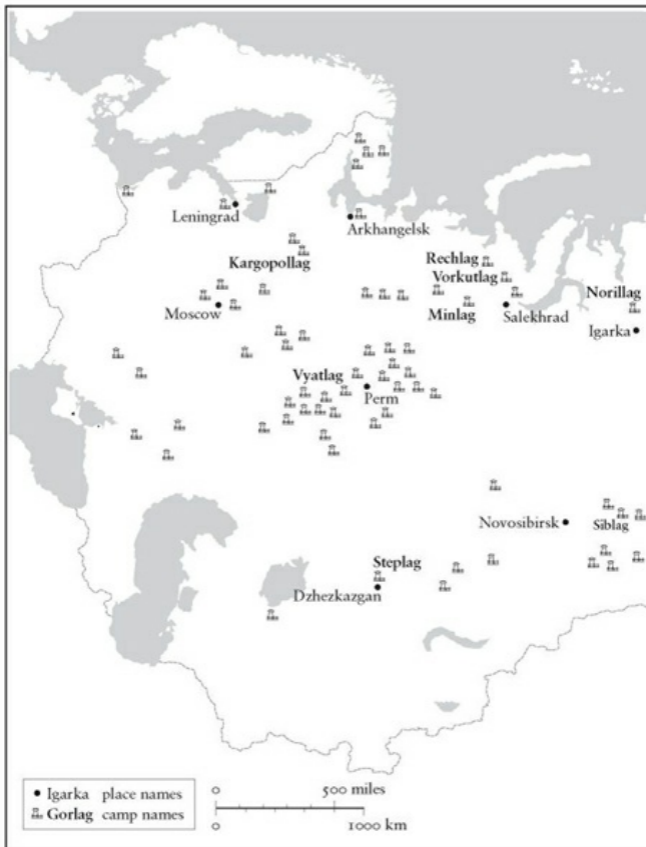 Leningrad
Arkhangelsk
Kargopollag
Rechlag
Vorkutlag
Norillag
Moscow
Minlag
Salekhrad
Igarka
Vyatlag
Perm
Novosibirsk
Siblag
Steplag
Dzhezkazgan
Igarka place names
Gorlag camp names
0 500 miles
0 1000 km